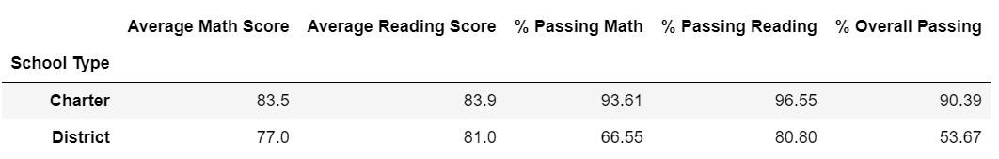 Average Math Score Average Reading Score % Passing Math % Passing Reading % Overall Passing
School Type
Charter 83.5 83.9 93.61 96.55 90.39
District 77.0 81.0 66.55 80.80 53.67